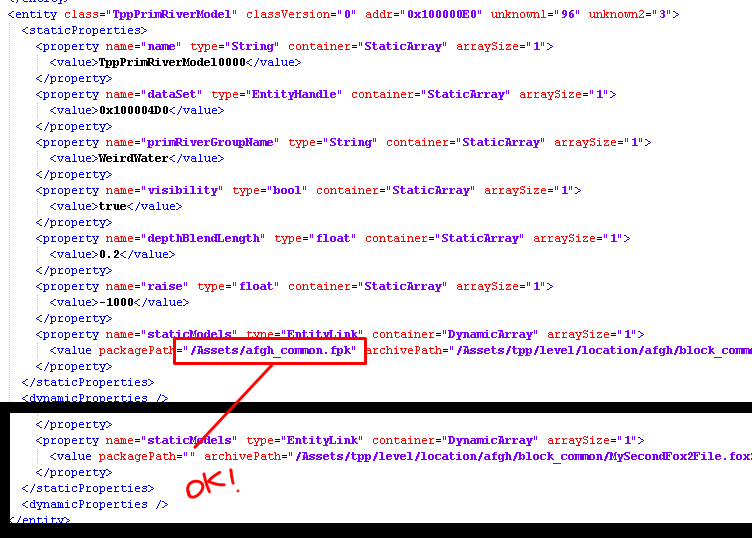 </entity>
<entity class="TppPrimRiverModel" classVersion="0" addr="0x100000E0" unknown1="96" unknown2="3">
<staticProperties>
<property name="name" type="String" container="StaticArray" arraySize="1">
<value>TppPrimRiverModel0000</value>
</property>
<property name="dataSet" type="EntityHandle" container="StaticArray" arraySize="1">
<value>0x100004D0</value>
</property>
<property name="primRiverGroupName" type="String" container="StaticArray" arraySize="1">
<value>WeirdWater</value>
</property>
<property name="visibility" type="bool" container="StaticArray" arraySize="1">
<value>true</value>
</property>
<property name="depthBlendLength" type="float" container="StaticArray" arraySize="1">
<value>0.2</value>
</property>
<property name="raise" type="float" container="StaticArray" arraySize="1">
<value>-1000</value>
</property>
<property name="staticModels" type="EntityLink" container="DynamicArray" arraySize="1">
<value packagePath="/Assets/afgh_common.fpk" archivePath="/Assets/tpp/level/location/afgh/block_commo
</property>
</staticProperties>
<dynamicProperties />
</property>
<property name="staticModels" type="EntityLink" container="DynamicArray" arraySize="1">
<value packagePath="" archivePath="/Assets/tpp/level/location/afgh/block_common/MySecondFox2File.fox2
</property>
</staticProperties>
OK!
<dynamicProperties />
</entity>